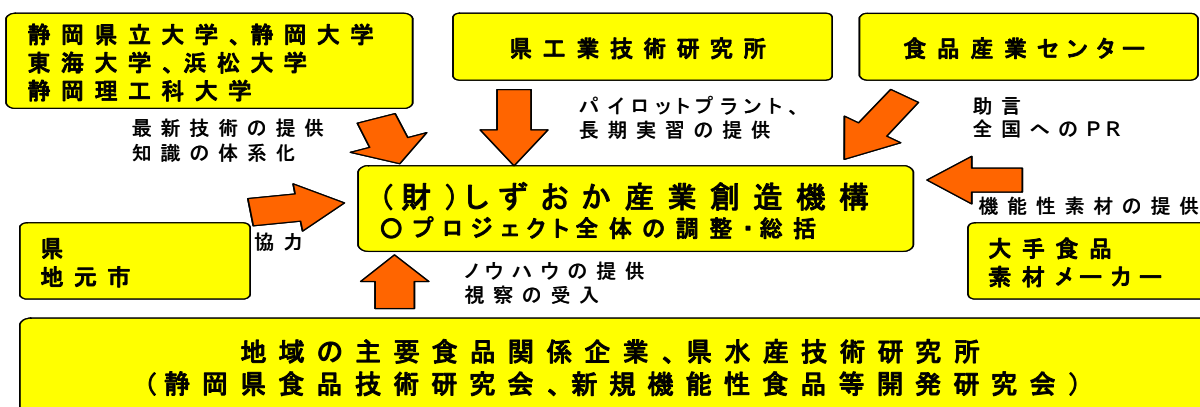 静岡県立大学、静岡大学
東海大学、浜松大学
静岡理工科大学
県工業技術研究所
食品産業センター
最新技術の提供
知識の体系化
パイロットプラント、
長期実習の提供
助言
全国へのPR
(財)しずおか産業創造機構
○プロジェクト全体の調整・総括
機能性素材の提供
県
地元市
協力
大手食品
素材メーカー
ノウハウの提供
視察の受入
地域の主要食品関係企業、県水産技術研究所
(静岡県食品技術研究会、新規機能性食品等開発研究会)